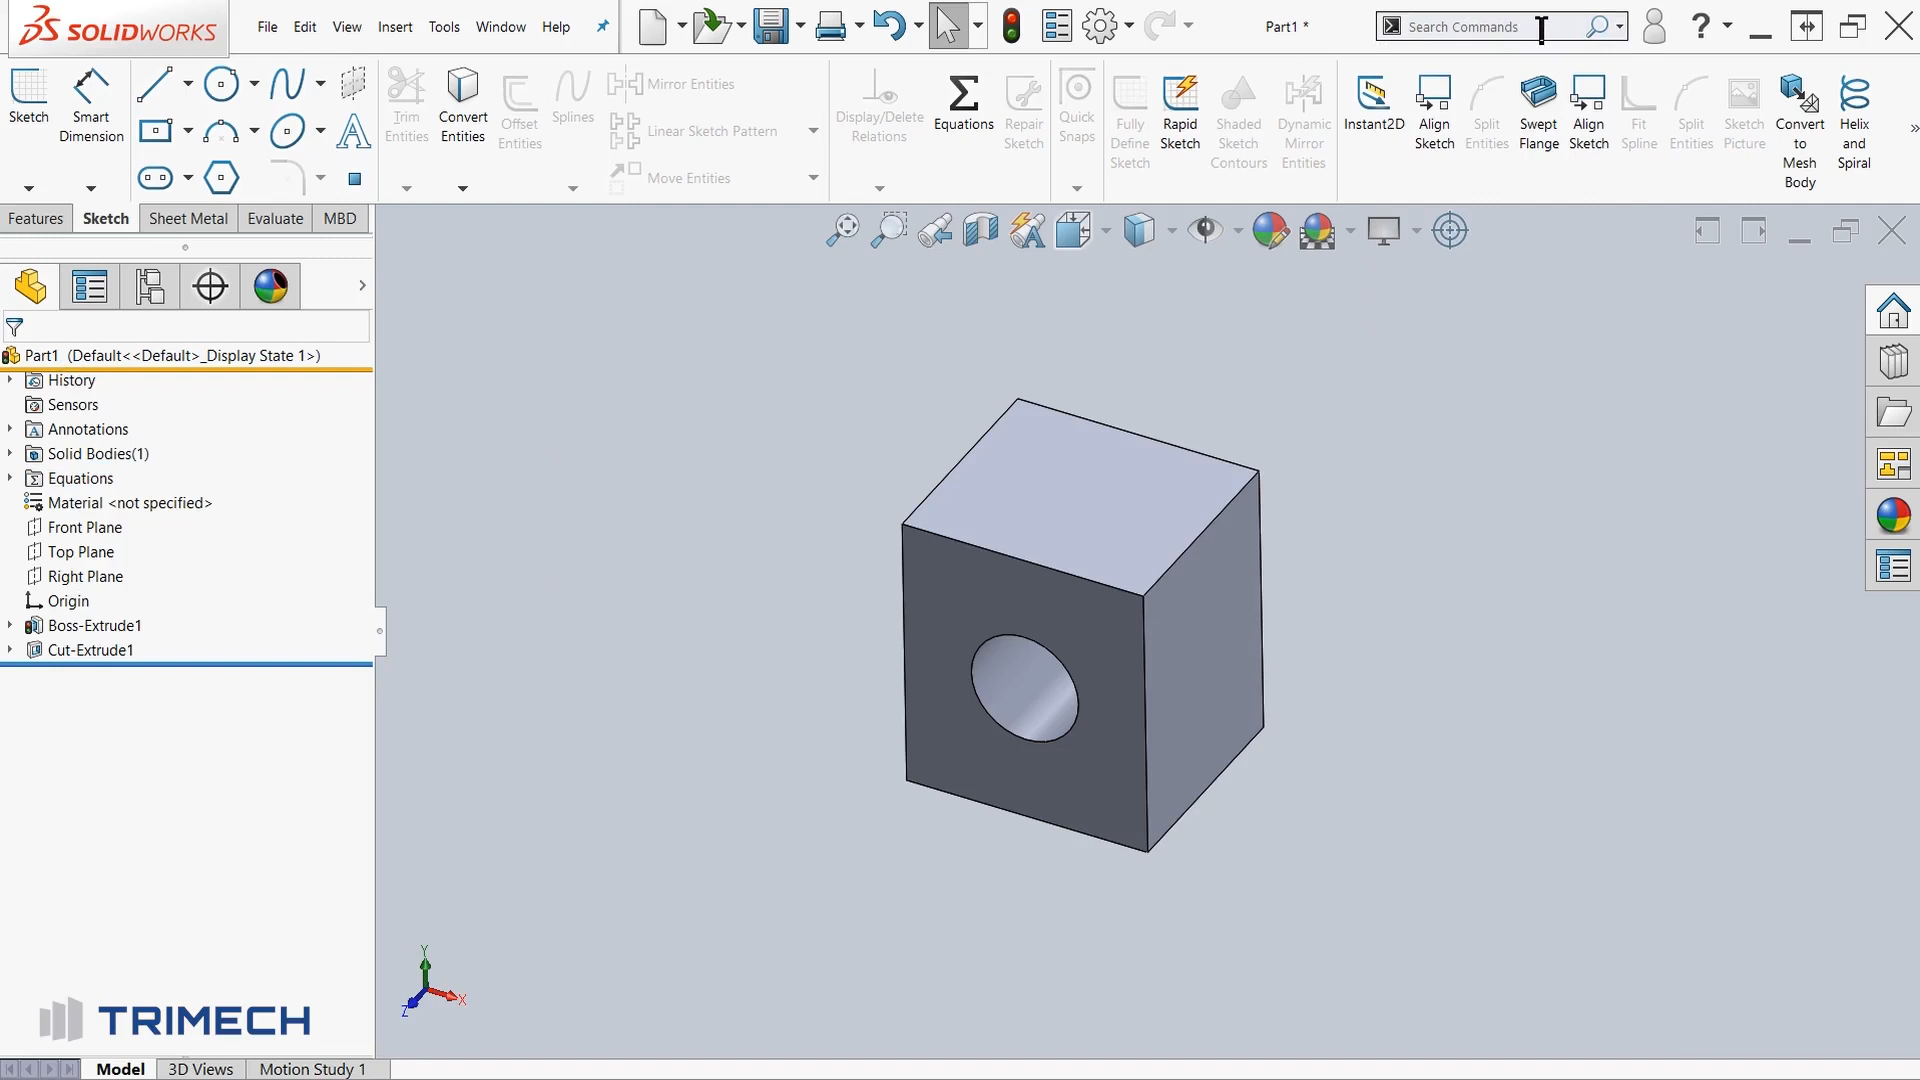 SOLIDWORKS
File Edit View Insert Tools Window Help
Part1 *
Search Commands
?
Sketch
Smart Dimension
A
Trim Entities
Convert Entities
Offset Entities
Splines
Mirror Entities
Linear Sketch Pattern
Move Entities
Display/Delete Relations
Equations
Repair Sketch
Quick Snaps
Fully Define Sketch
Rapid Sketch
Shaded Sketch Contours
Dynamic Mirror Entities
Instant2D
Align Sketch
Split Entities
Swept Flange
Align Sketch
Fit Spline
Split Entities
Sketch Picture
Convert to Mesh Body
Helix and Spiral
Features Sketch Sheet Metal Evaluate MBD
Part1 (Default<<Default>_Display State 1>)
History
Sensors
Annotations
Solid Bodies(1)
Equations
Material <not specified>
Front Plane
Top Plane
Right Plane
Origin
Boss-Extrude1
Cut-Extrude1
Y
X
Z
TRIMECH
Model 3D Views Motion Study 1